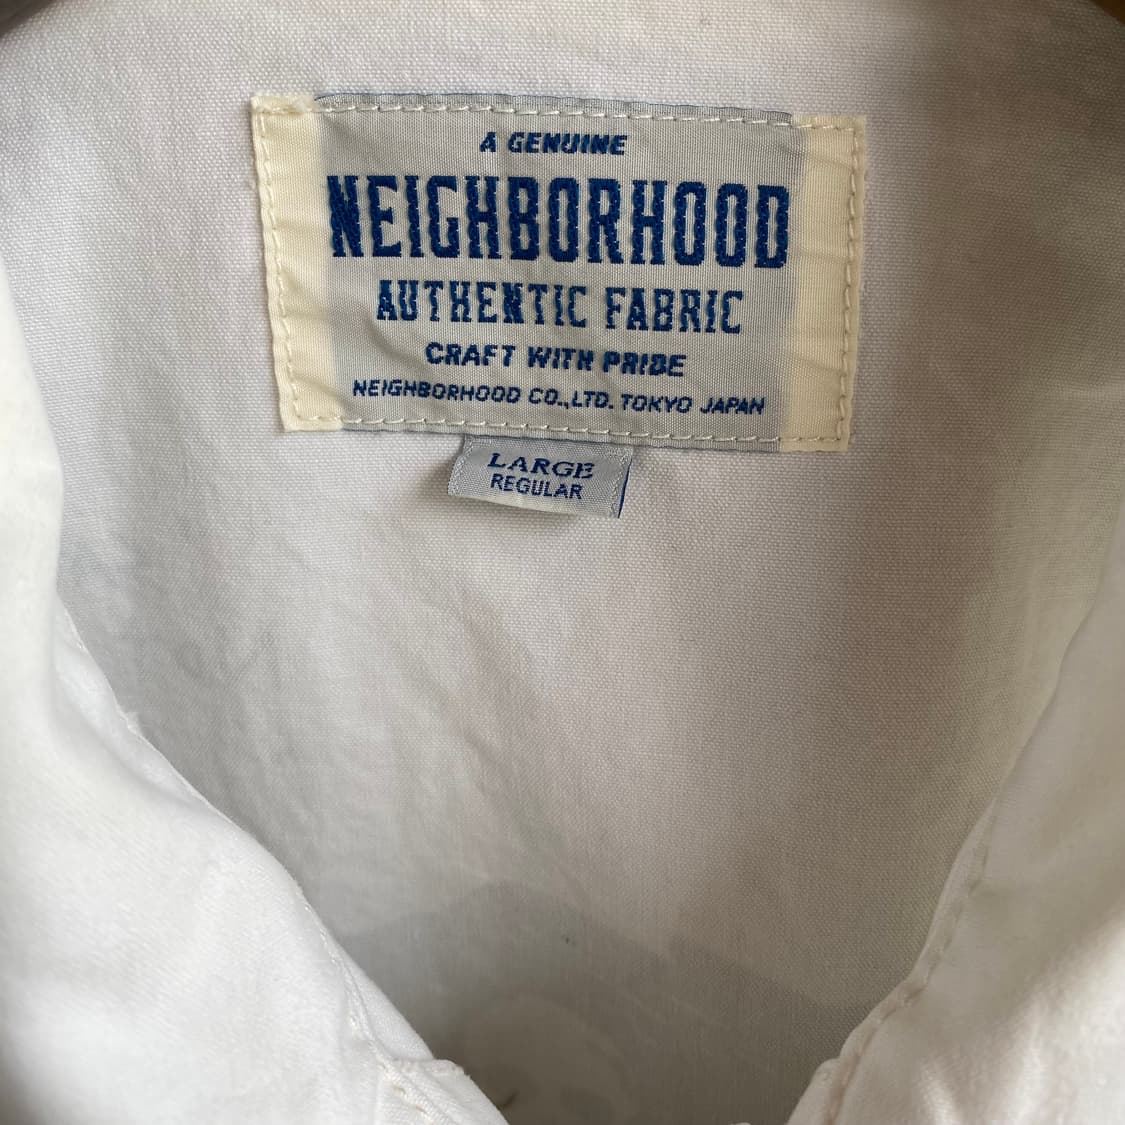 A GENUINE
NEIGHBORHOOD
AUTHENTIC FABRIC
CRAFT WITH PRIDE
NEIGHBORHOOD CO.,LTD. TOKYO JAPAN
LARGE
REGULAR